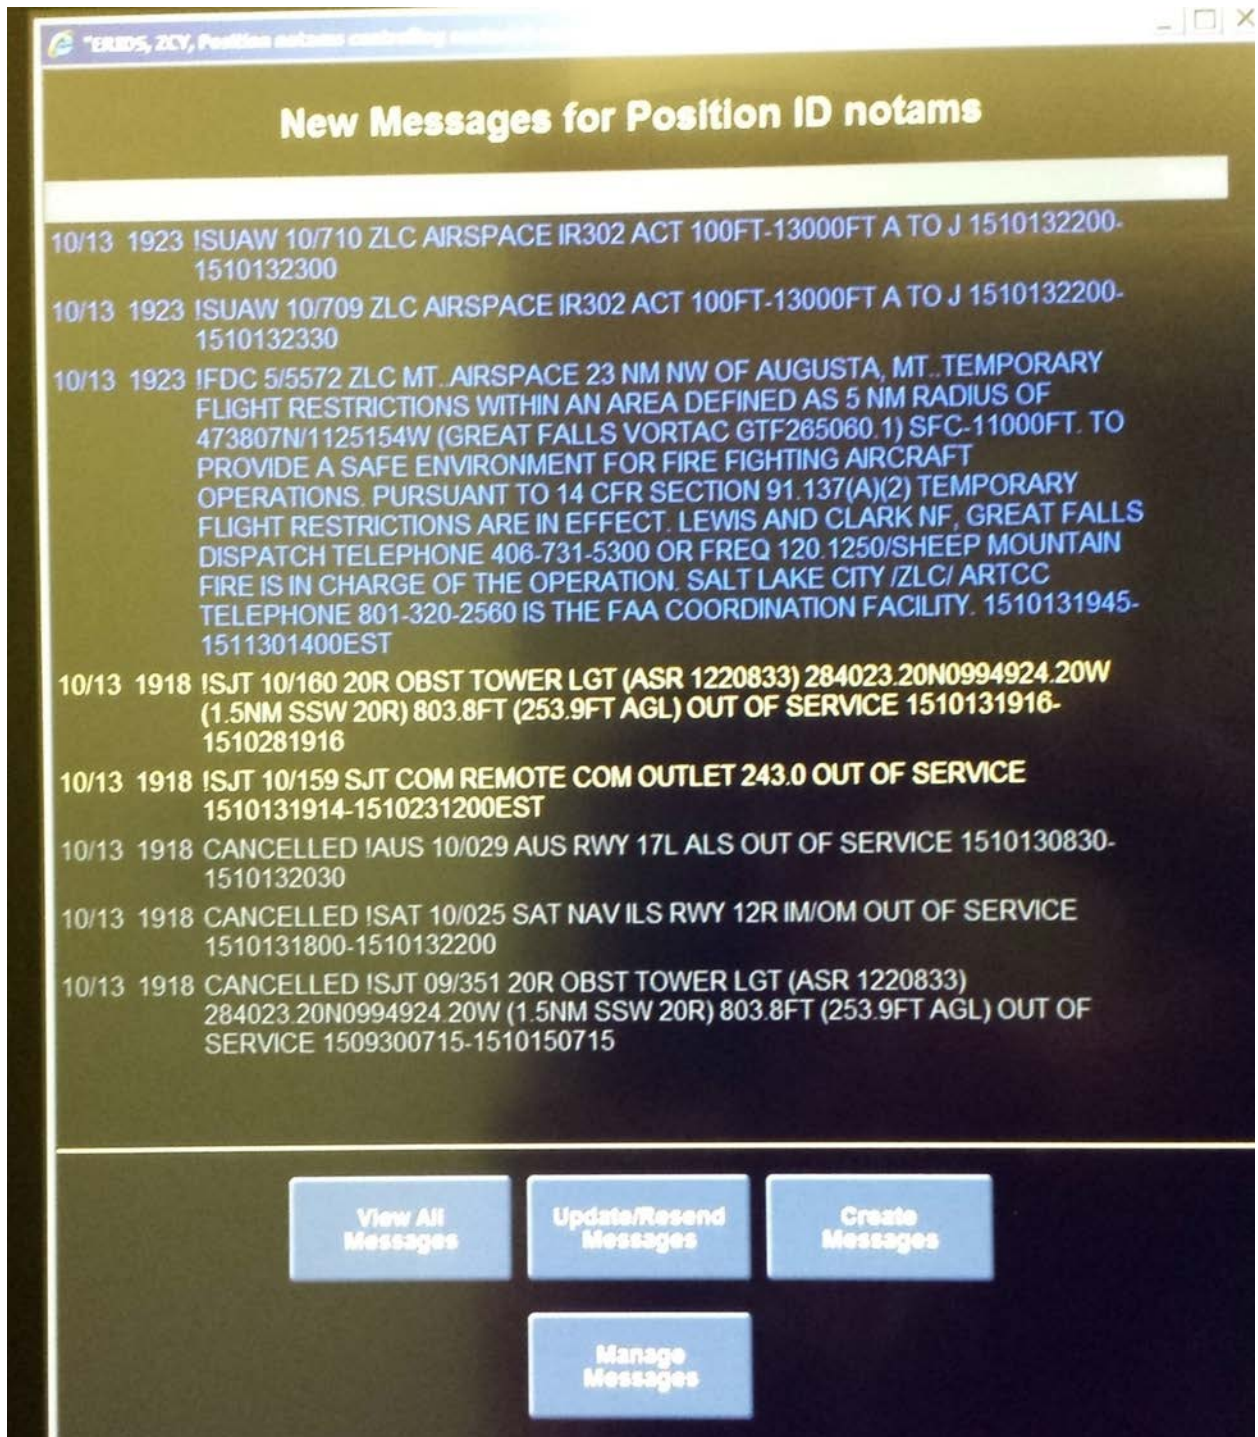 "ERIDS, ZCY, Position notams controlling
New Messages for Position ID notams
10/13 1923 !SUAW 10/710 ZLC AIRSPACE IR302 ACT 100FT-13000FT A TO J 1510132200-
1510132300
10/13 1923 !SUAW 10/709 ZLC AIRSPACE IR302 ACT 100FT-13000FT A TO J 1510132200-
1510132330
10/13 1923 !FDC 5/5572 ZLC MT..AIRSPACE 23 NM NW OF AUGUSTA, MT..TEMPORARY
FLIGHT RESTRICTIONS WITHIN AN AREA DEFINED AS 5 NM RADIUS OF
473807N/1125154W (GREAT FALLS VORTAC GTF265060.1) SFC-11000FT. TO
PROVIDE A SAFE ENVIRONMENT FOR FIRE FIGHTING AIRCRAFT
OPERATIONS. PURSUANT TO 14 CFR SECTION 91.137(A)(2) TEMPORARY
FLIGHT RESTRICTIONS ARE IN EFFECT. LEWIS AND CLARK NF, GREAT FALLS
DISPATCH TELEPHONE 406-731-5300 OR FREQ 120.1250/SHEEP MOUNTAIN
FIRE IS IN CHARGE OF THE OPERATION. SALT LAKE CITY /ZLC/ ARTCC
TELEPHONE 801-320-2560 IS THE FAA COORDINATION FACILITY. 1510131945-
1511301400EST
10/13 1918 !SJT 10/160 20R OBST TOWER LGT (ASR 1220833) 284023.20N0994924.20W
(1.5NM SSW 20R) 803.8FT (253.9FT AGL) OUT OF SERVICE 1510131916-
1510281916
10/13 1918 !SJT 10/159 SJT COM REMOTE COM OUTLET 243.0 OUT OF SERVICE
1510131914-1510231200EST
10/13 1918 CANCELLED !AUS 10/029 AUS RWY 17L ALS OUT OF SERVICE 1510130830-
1510132030
10/13 1918 CANCELLED !SAT 10/025 SAT NAV ILS RWY 12R IM/OM OUT OF SERVICE
1510131800-1510132200
10/13 1918 CANCELLED !SJT 09/351 20R OBST TOWER LGT (ASR 1220833)
284023.20N0994924.20W (1.5NM SSW 20R) 803.8FT (253.9FT AGL) OUT OF
SERVICE 1509300715-1510150715
View All
Messages
Update/Resend
Messages
Create
Messages
Manage
Messages